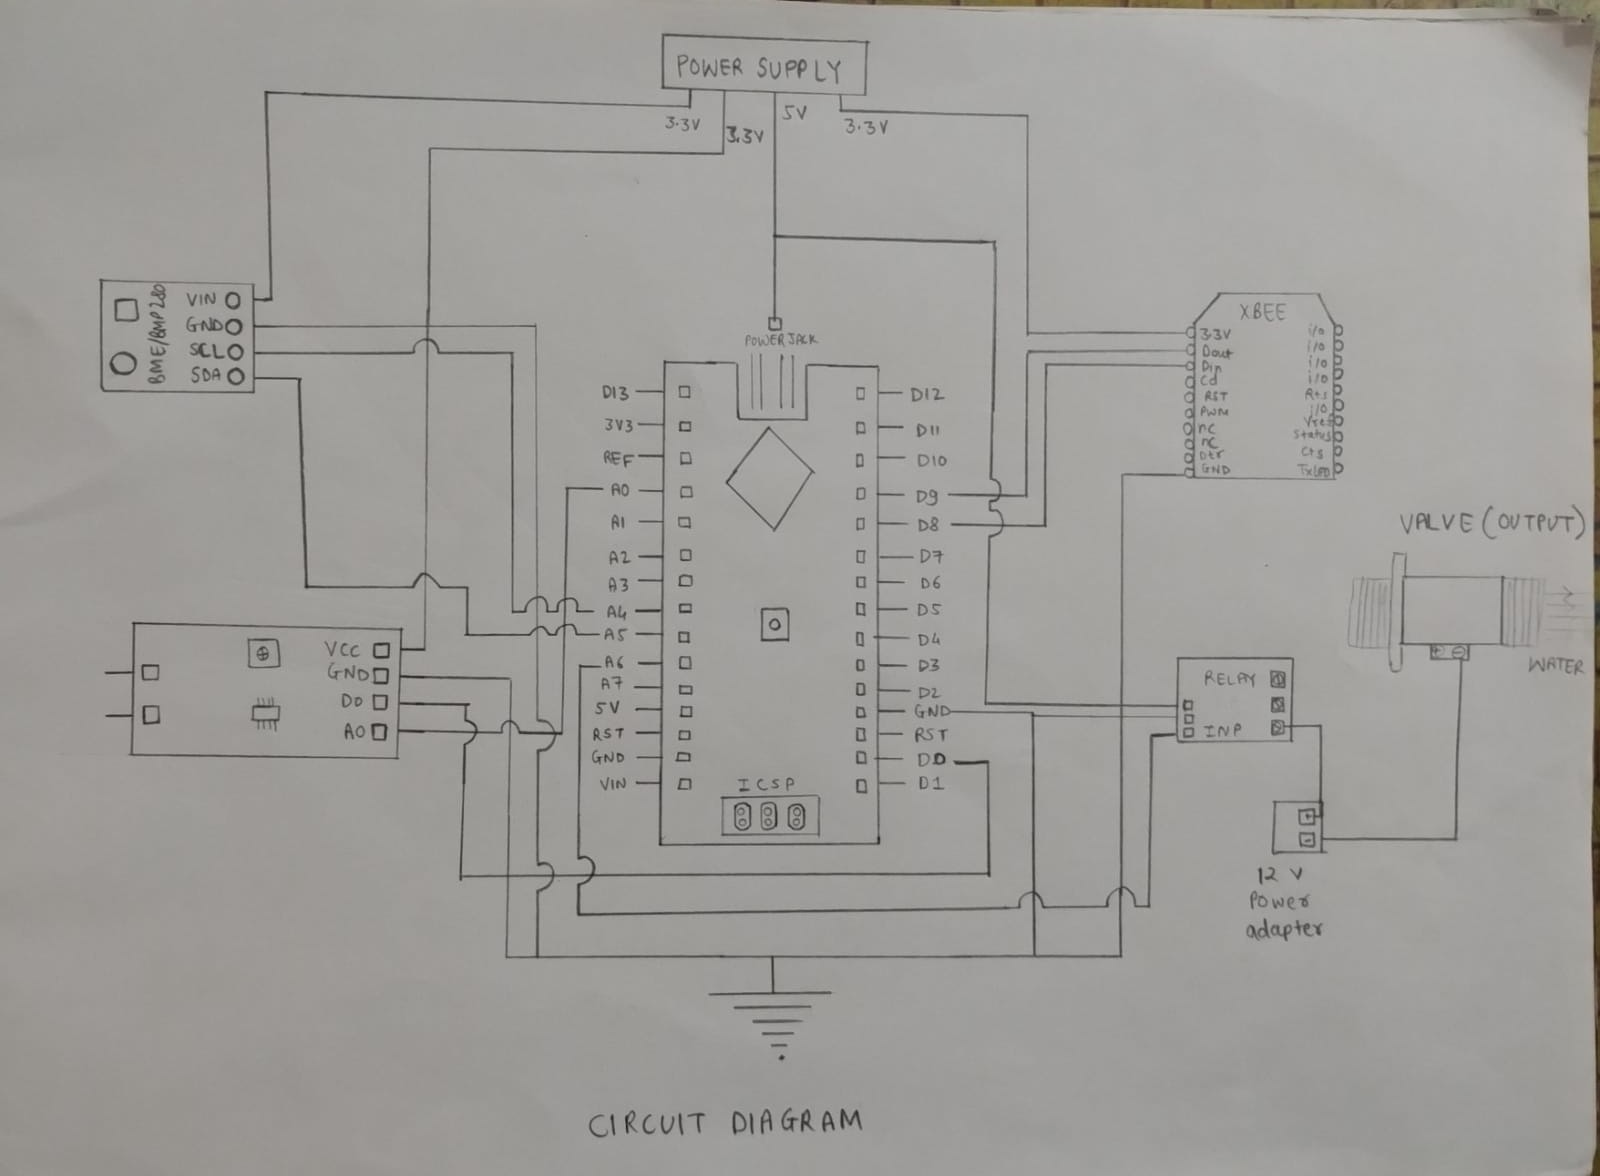 POWER SUPPLY
3.3V
3.3V
5V
3.3V
BME/BMP280
VIN
GND
SCL
SDA
POWER JACK
D13
3V3
REF
A0
A1
A2
A3
A4
A5
A6
A7
5V
RST
GND
VIN
D12
D11
D10
D9
D8
D7
D6
D5
D4
D3
D2
GND
RST
D0
D1
ICSP
VCC
GND
D0
A0
XBEE
3.3V
Dout
Din
Cd
RST
PWM
nc
nc
Dtr
GND
i/o
i/o
i/o
i/o
Rts
i/o
Vref
Status
Cts
TxLED
VALVE (OUTPUT)
+
-
WATER
RELAY
INP
+
-
12 V
Power
adapter
CIRCUIT DIAGRAM